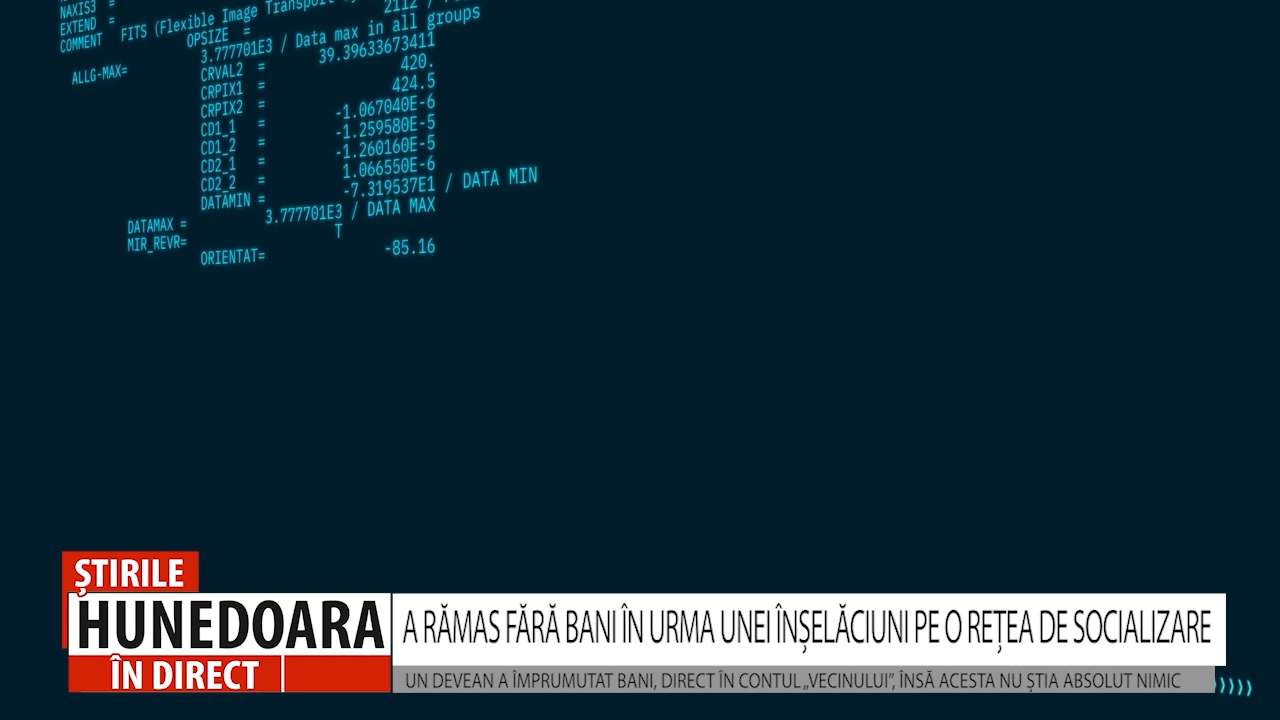 NAXIS3 =
EXTEND =
COMMENT FITS (Flexible Image Transport
OPSIZE = 2112 /
3.777701E3 / Data max in all groups
ALLG-MAX=
CRVAL2 = 39.39633673411
CRPIX1 = 420.
CRPIX2 = 424.5
CD1_1 = -1.067040E-6
CD1_2 = -1.259580E-5
CD2_1 = -1.260160E-5
CD2_2 = 1.066550E-6
DATAMIN = -7.319537E1 / DATA MIN
DATAMAX = 3.777701E3 / DATA MAX
MIR_REVR= T
ORIENTAT= -85.16
ȘTIRILE
HUNEDOARA
ÎN DIRECT
A RĂMAS FĂRĂ BANI ÎN URMA UNEI ÎNȘELĂCIUNI PE O REȚEA DE SOCIALIZARE
UN DEVEAN A ÎMPRUMUTAT BANI, DIRECT ÎN CONTUL „VECINULUI”, ÎNSĂ ACESTA NU ȘTIA ABSOLUT NIMIC